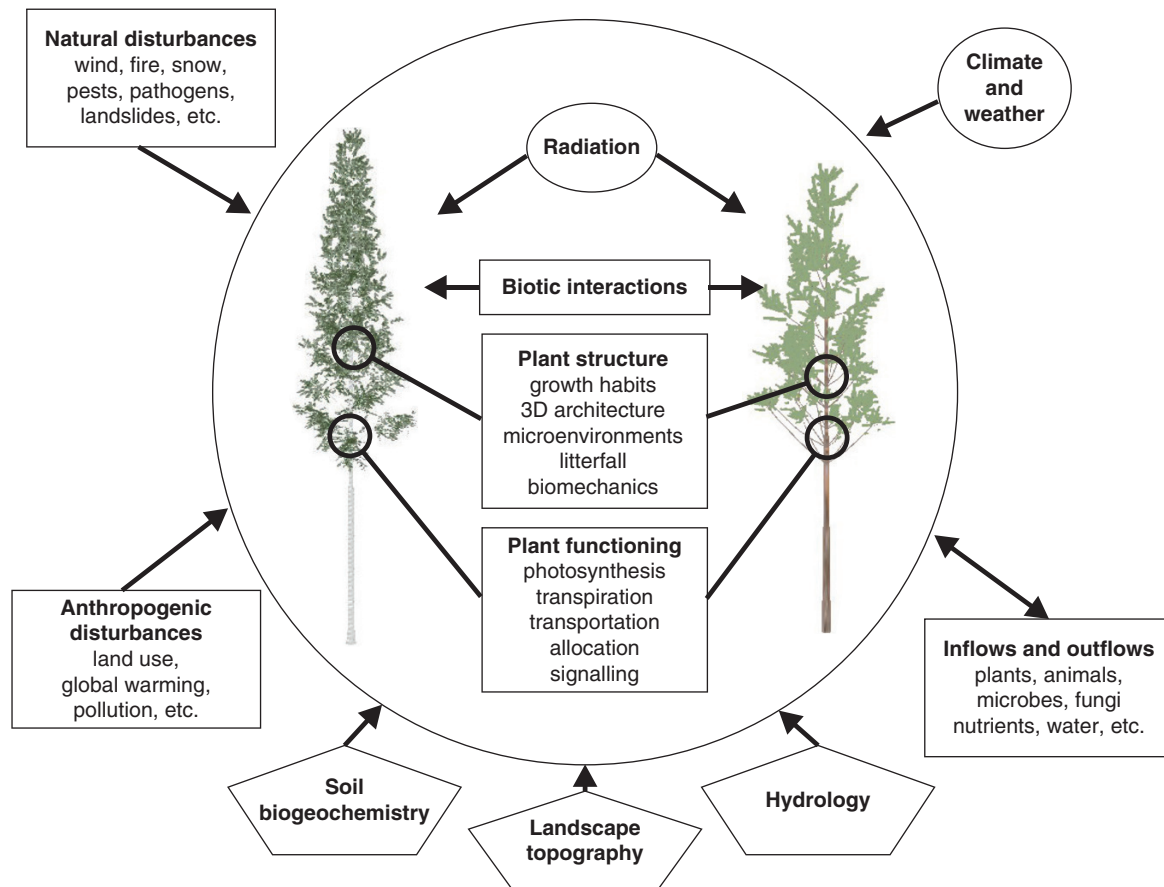 Natural disturbances
wind, fire, snow,
pests, pathogens,
landslides, etc.
Climate
and
weather
Radiation
Biotic interactions
Plant structure
growth habits
3D architecture
microenvironments
litterfall
biomechanics
Plant functioning
photosynthesis
transpiration
transportation
allocation
signalling
Anthropogenic
disturbances
land use,
global warming,
pollution, etc.
Inflows and outflows
plants, animals,
microbes, fungi
nutrients, water, etc.
Soil
biogeochemistry
Landscape
topography
Hydrology